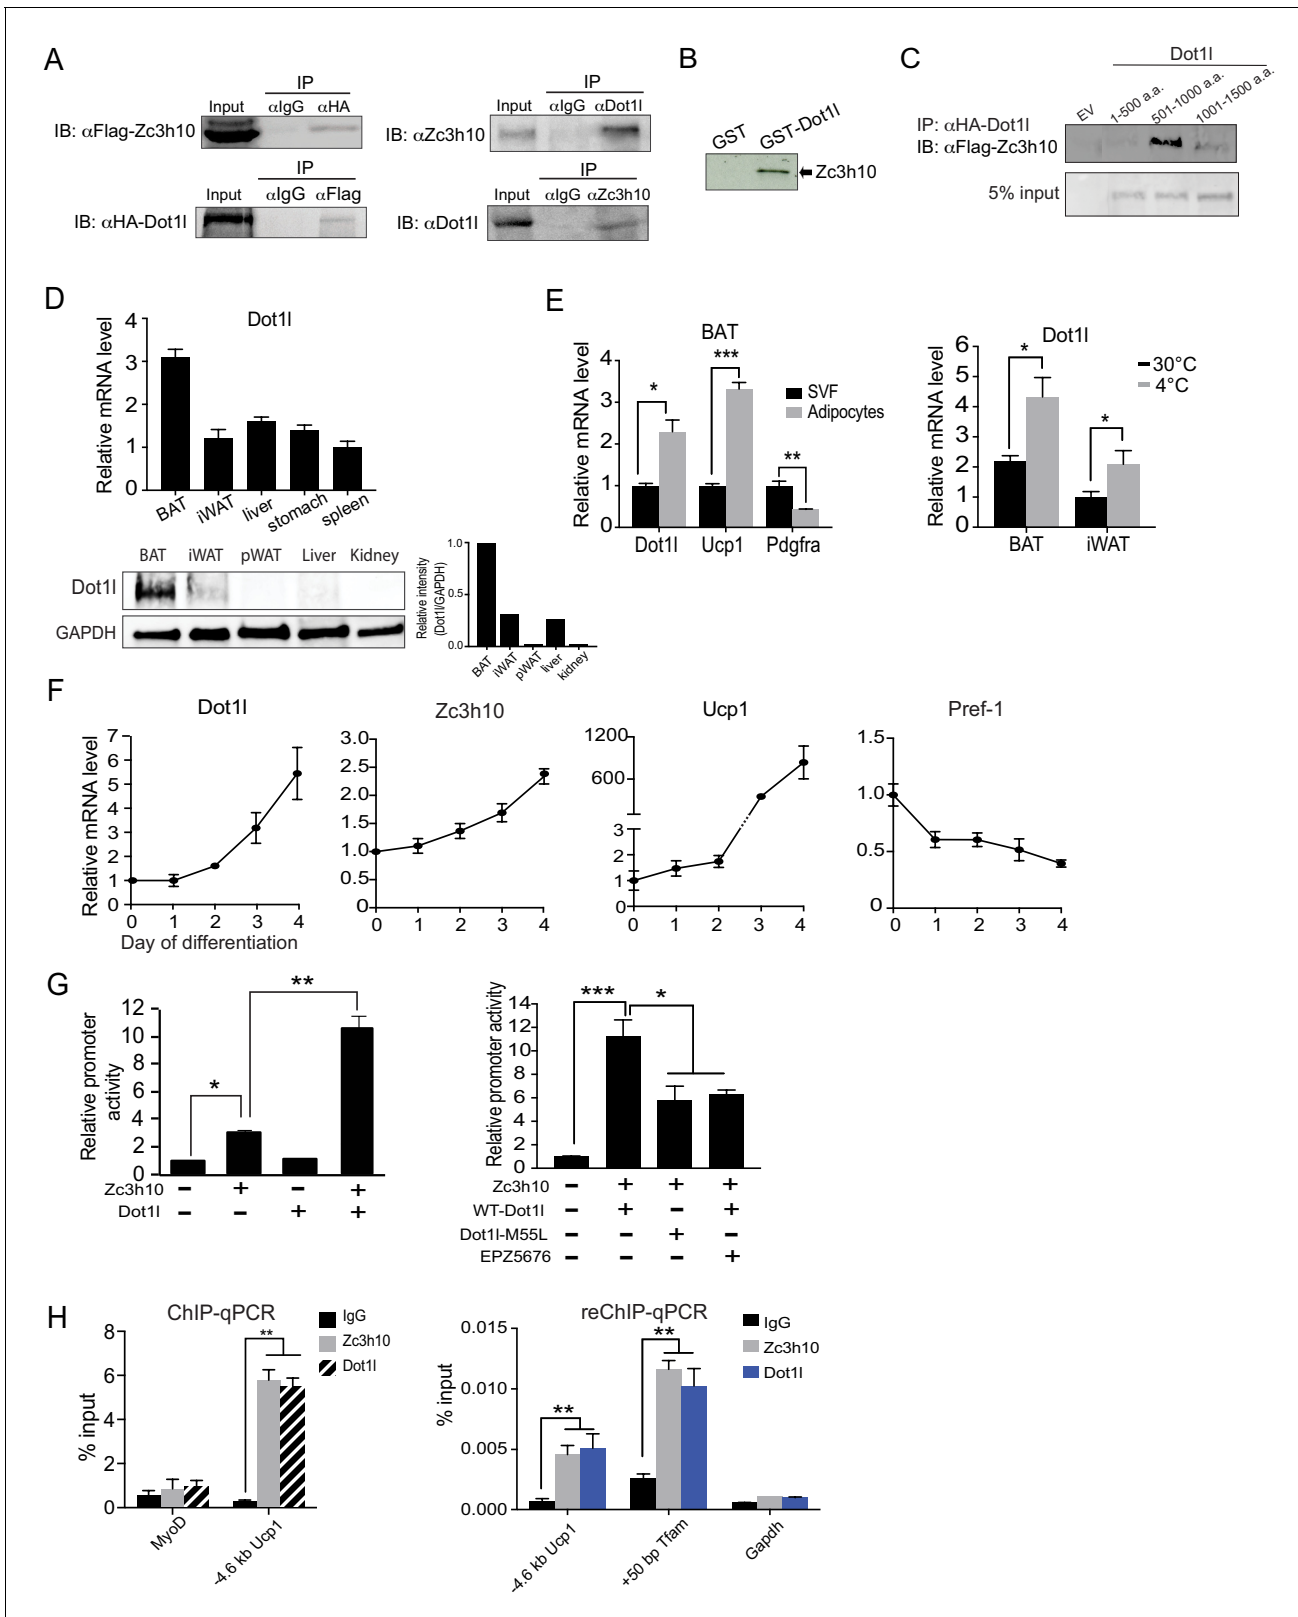 A
IP
Input αIgG αHA
IB: αFlag-Zc3h10
IP
Input αIgG αFlag
IB: αHA-Dot1l
IP
Input αIgG αDot1l
IB: αZc3h10
IP
Input αIgG αZc3h10
IB: αDot1l
B
GST GST-Dot1l
Zc3h10
C
Dot1l
EV 1-500 a.a. 501-1000 a.a. 1001-1500 a.a.
IP: αHA-Dot1l
IB: αFlag-Zc3h10
5% input
D
Dot1l
Relative mRNA level
4
3
2
1
0
BAT iWAT liver stomach spleen
BAT iWAT pWAT Liver Kidney
Dot1l
GAPDH
Relative intensity
(Dot1l/GAPDH)
1.0
0.5
0.0
BAT iWAT pWAT liver kidney
E
BAT
Relative mRNA level
4
3
2
1
0
* *** **
SVF
Adipocytes
Dot1l Ucp1 Pdgfra
Dot1l
Relative mRNA level
6
5
4
3
2
1
0
* *
30°C
4°C
BAT iWAT
F
Dot1l
Relative mRNA level
7
6
5
4
3
2
1
0
0 1 2 3 4
Day of differentiation
Zc3h10
3.0
2.5
2.0
1.5
1.0
0.5
0
0 1 2 3 4
Ucp1
1200
600
3
2
1
0
0 1 2 3 4
Pref-1
1.5
1.0
0.5
0
0 1 2 3 4
G
Relative promoter
activity
12
10
8
6
4
2
0
* **
Zc3h10 − + − +
Dot1l − − + +
Relative promoter activity
14
12
10
8
6
4
2
0
*** *
Zc3h10 − + + +
WT-Dot1l − + − +
Dot1l-M55L − − + −
EPZ5676 − − − +
H
ChIP-qPCR
IgG
Zc3h10
Dot1l
% input
8
6
4
2
0
**
MyoD -4.6 kb Ucp1
reChIP-qPCR
IgG
Zc3h10
Dot1l
% input
0.015
0.010
0.005
0.000
** **
-4.6 kb Ucp1 +50 bp Tfam Gapdh